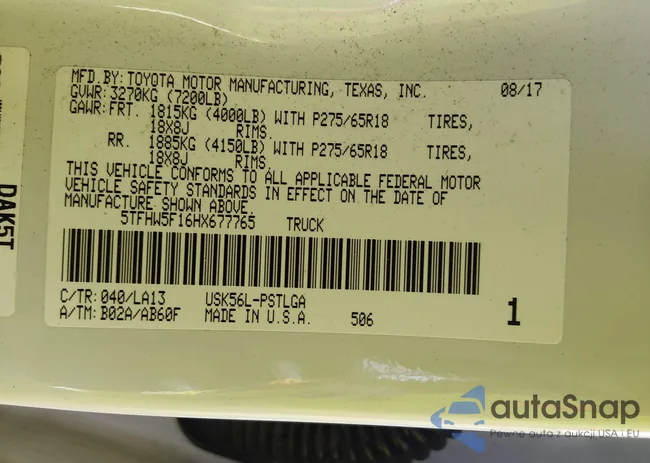 MFD.BY: TOYOTA MOTOR MANUFACTURING, TEXAS, INC. 08/17
GVWR: 3270KG (7200LB)
GAWR: FRT. 1815KG (4000LB) WITH P275/65R18 TIRES,
18X8J RIMS.
RR. 1885KG (4150LB) WITH P275/65R18 TIRES,
18X8J RIMS.
THIS VEHICLE CONFORMS TO ALL APPLICABLE FEDERAL MOTOR
VEHICLE SAFETY STANDARDS IN EFFECT ON THE DATE OF
MANUFACTURE SHOWN ABOVE.
5TFHW5F16HX677765 TRUCK
C/TR: 040/LA13 USK56L-PSTLGA
A/TM: B02A/AB60F MADE IN U.S.A. 506 1
DAK5T
autaSnap
Pewne auta z aukcji USA i EU